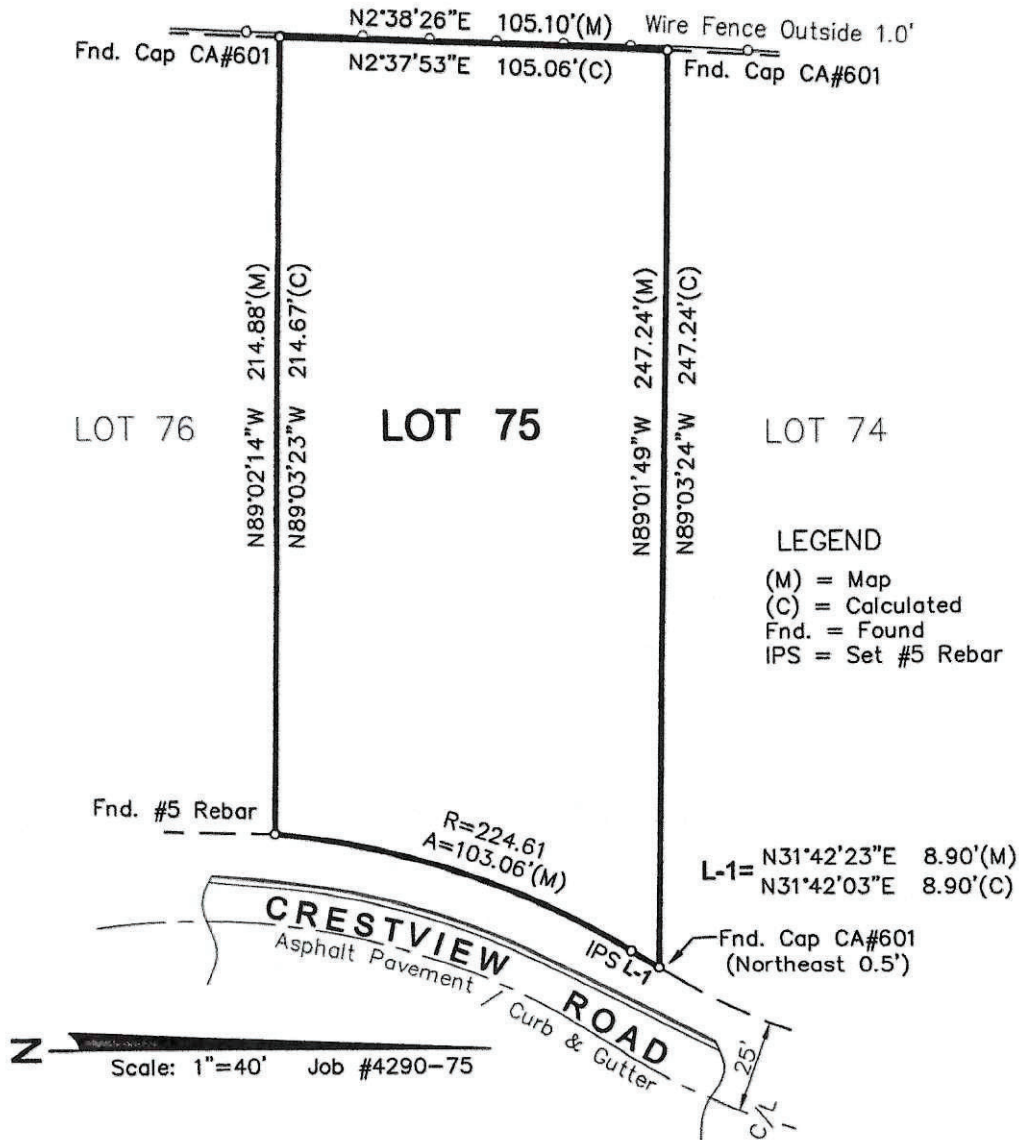 N2°38'26"E 105.10'(M)
Wire Fence Outside 1.0'
Fnd. Cap CA#601
N2°37'53"E 105.06'(C)
Fnd. Cap CA#601
N89°02'14"W 214.88'(M)
N89°03'23"W 214.67'(C)
N89°01'49"W 247.24'(M)
N89°03'24"W 247.24'(C)
LOT 76
LOT 75
LOT 74
LEGEND
(M) = Map
(C) = Calculated
Fnd. = Found
IPS = Set #5 Rebar
Fnd. #5 Rebar
R=224.61
A=103.06'(M)
L-1= N31°42'23"E 8.90'(M)
N31°42'03"E 8.90'(C)
IPS L-1
Fnd. Cap CA#601
(Northeast 0.5')
CRESTVIEW ROAD
Asphalt Pavement / Curb & Gutter
25'
C/L
N
Scale: 1"=40' Job #4290-75